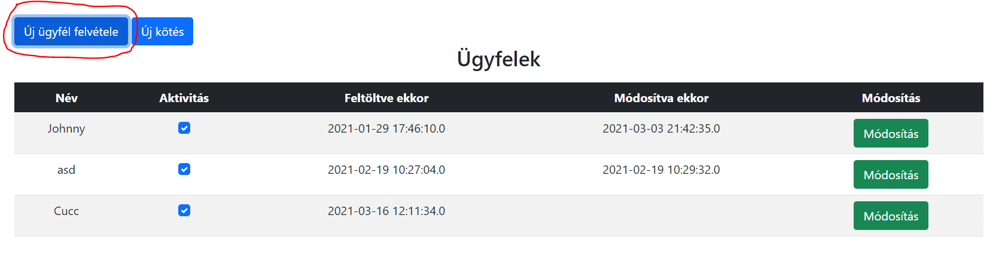 Új ügyfél felvétele Új kötés
Ügyfelek
Név Aktivitás Feltöltve ekkor Módosítva ekkor Módosítás
Johnny 2021-01-29 17:46:10.0 2021-03-03 21:42:35.0 Módosítás
asd 2021-02-19 10:27:04.0 2021-02-19 10:29:32.0 Módosítás
Cucc 2021-03-16 12:11:34.0 Módosítás